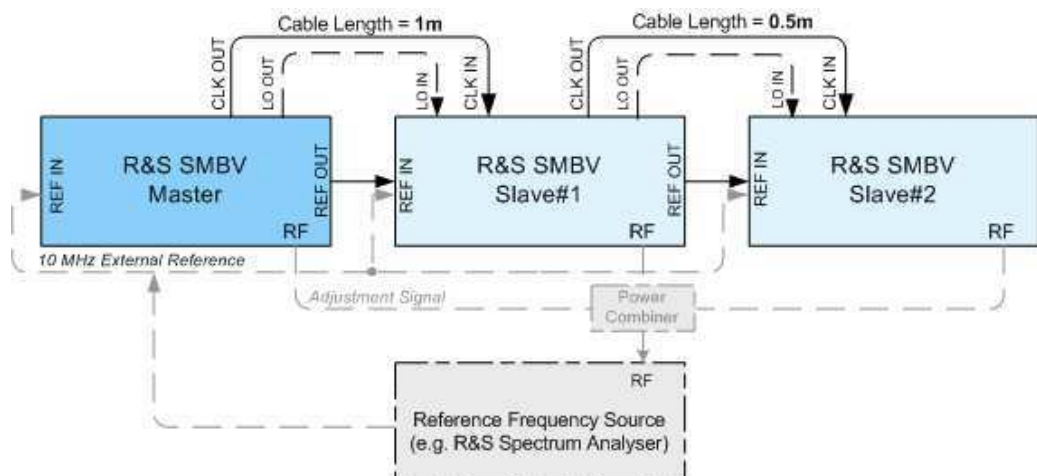 Cable Length = 1m
Cable Length = 0.5m
CLK OUT
LO OUT
LO IN
CLK IN
CLK OUT
LO OUT
LO IN
CLK IN
REF IN
R&S SMBV
Master
REF OUT
RF
REF IN
R&S SMBV
Slave#1
REF OUT
RF
REF IN
R&S SMBV
Slave#2
RF
10 MHz External Reference
Adjustment Signal
Power
Combiner
RF
Reference Frequency Source
(e.g. R&S Spectrum Analyser)